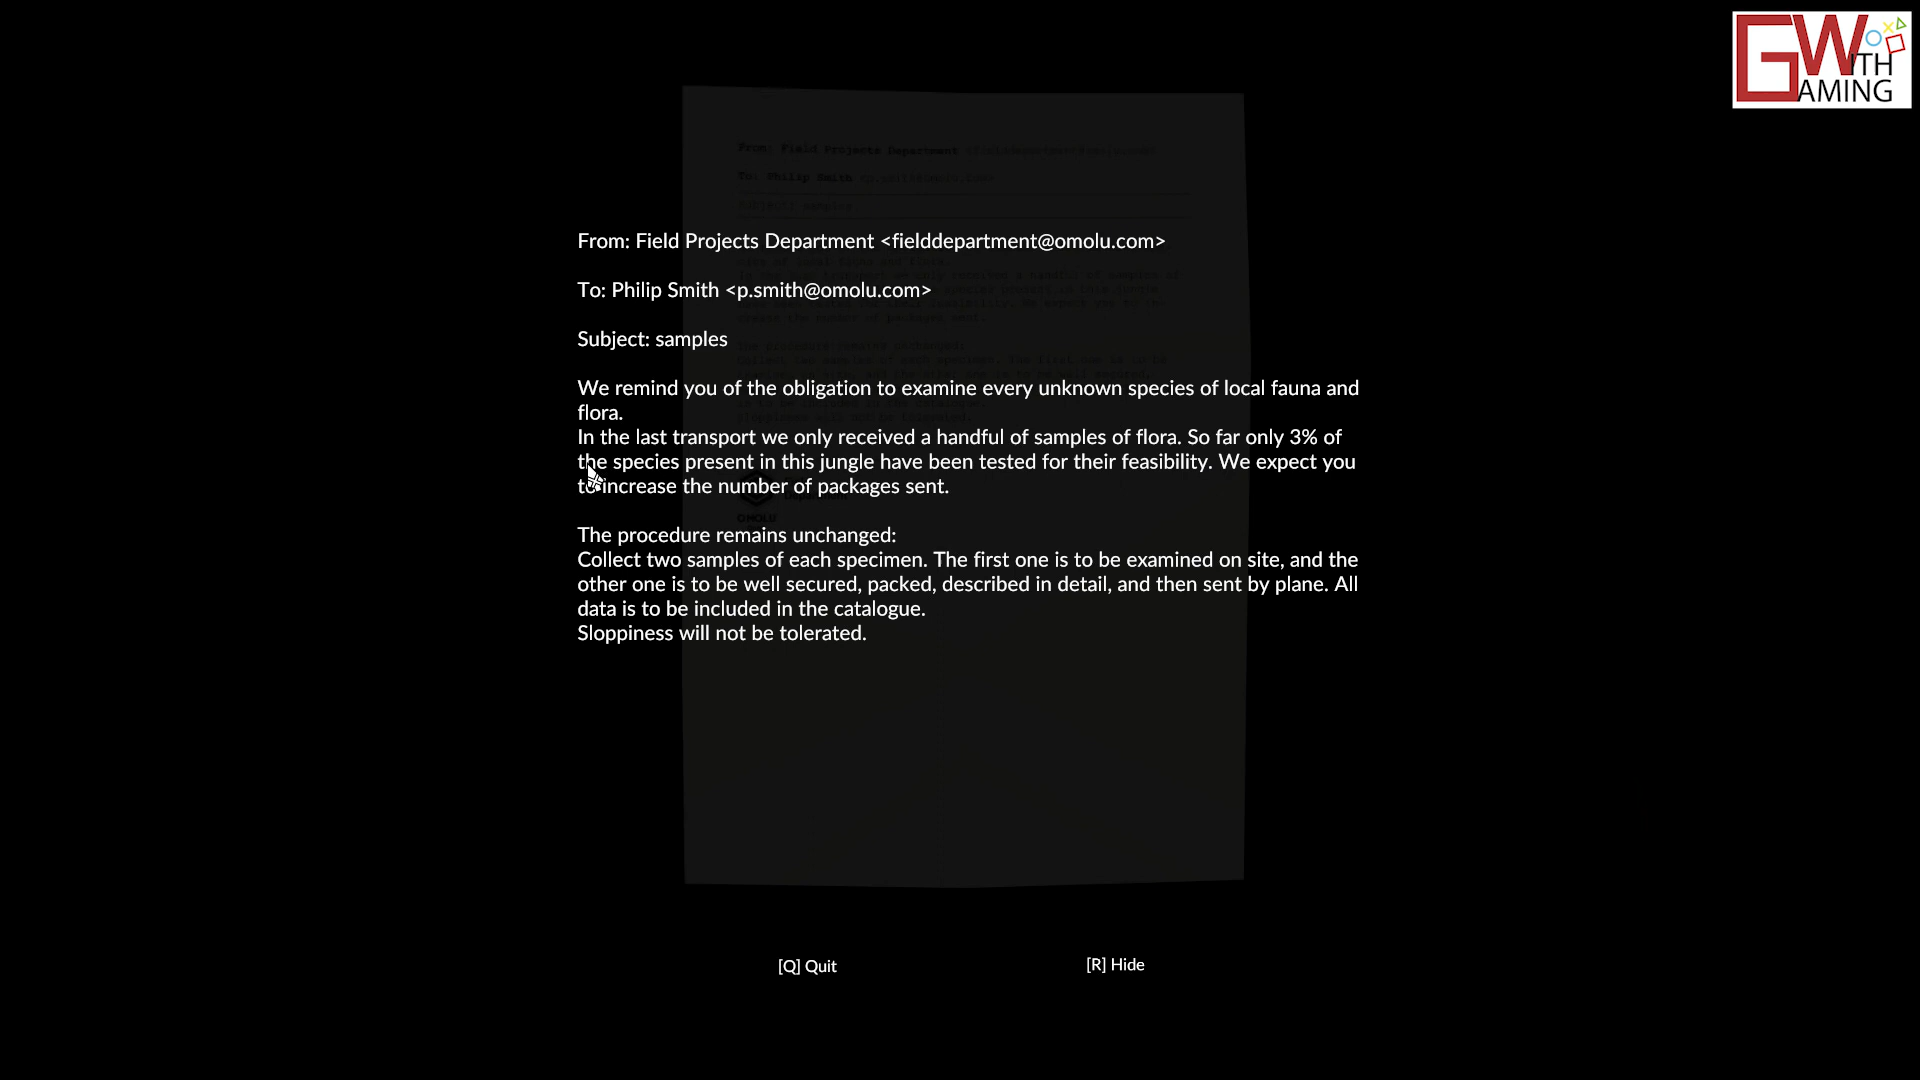 GWITH
AMING
From: Field Projects Department <fielddepartment@omolu.com>
To: Philip Smith <p.smith@omolu.com>
Subject: samples
We remind you of the obligation to examine every unknown species of local fauna and
flora.
In the last transport we only received a handful of samples of flora. So far only 3% of
the species present in this jungle have been tested for their feasibility. We expect you
to increase the number of packages sent.
The procedure remains unchanged:
Collect two samples of each specimen. The first one is to be examined on site, and the
other one is to be well secured, packed, described in detail, and then sent by plane. All
data is to be included in the catalogue.
Sloppiness will not be tolerated.
OMOLU
[Q] Quit
[R] Hide